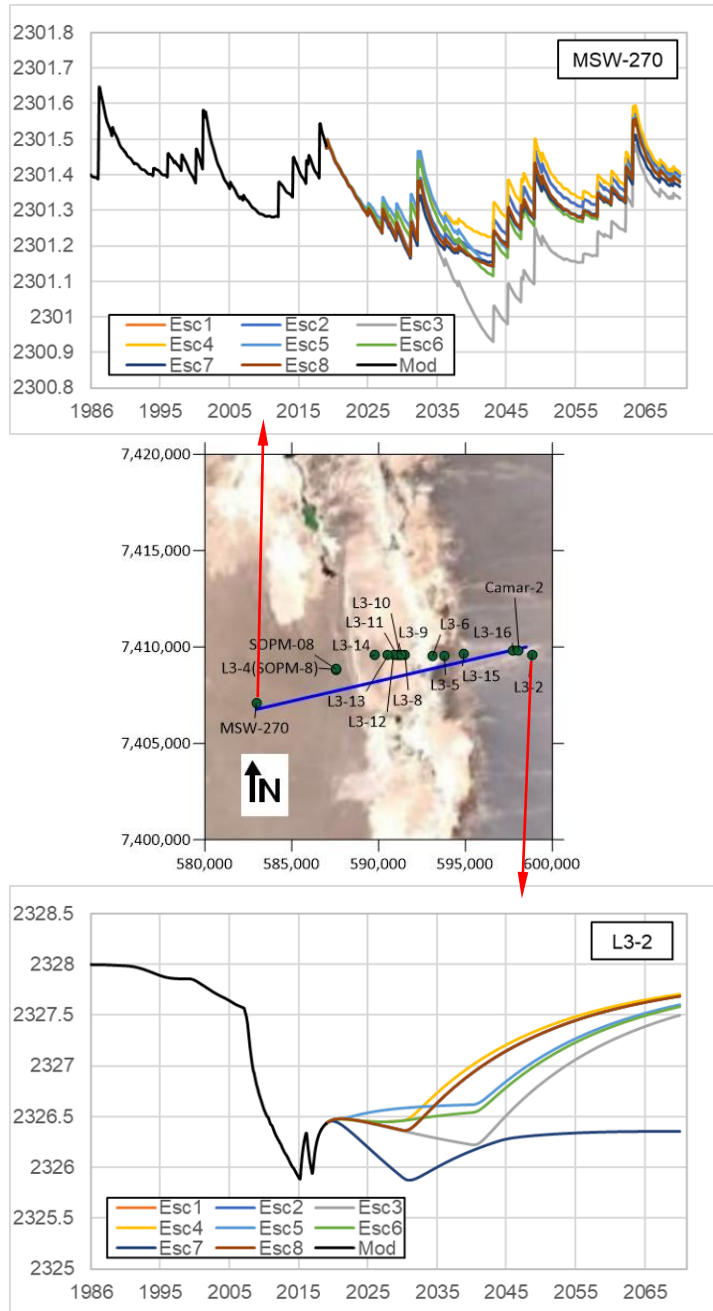 2301.8
2301.7
2301.6
2301.5
2301.4
2301.3
2301.2
2301.1
2301
2300.9
2300.8
MSW-270
Esc1 Esc2 Esc3
Esc4 Esc5 Esc6
Esc7 Esc8 Mod
1986 1995 2005 2015 2025 2035 2045 2055 2065
7,420,000
7,415,000
7,410,000
7,405,000
7,400,000
Camar-2
L3-10
L3-11
L3-9
L3-6
L3-16
SOPM-08
L3-14
L3-4(SOPM-8)
L3-13
L3-12
L3-8
L3-5
L3-15
L3-2
MSW-270
N
580,000 585,000 590,000 595,000 600,000
2328.5
2328
2327.5
2327
2326.5
2326
2325.5
2325
L3-2
Esc1 Esc2 Esc3
Esc4 Esc5 Esc6
Esc7 Esc8 Mod
1986 1995 2005 2015 2025 2035 2045 2055 2065